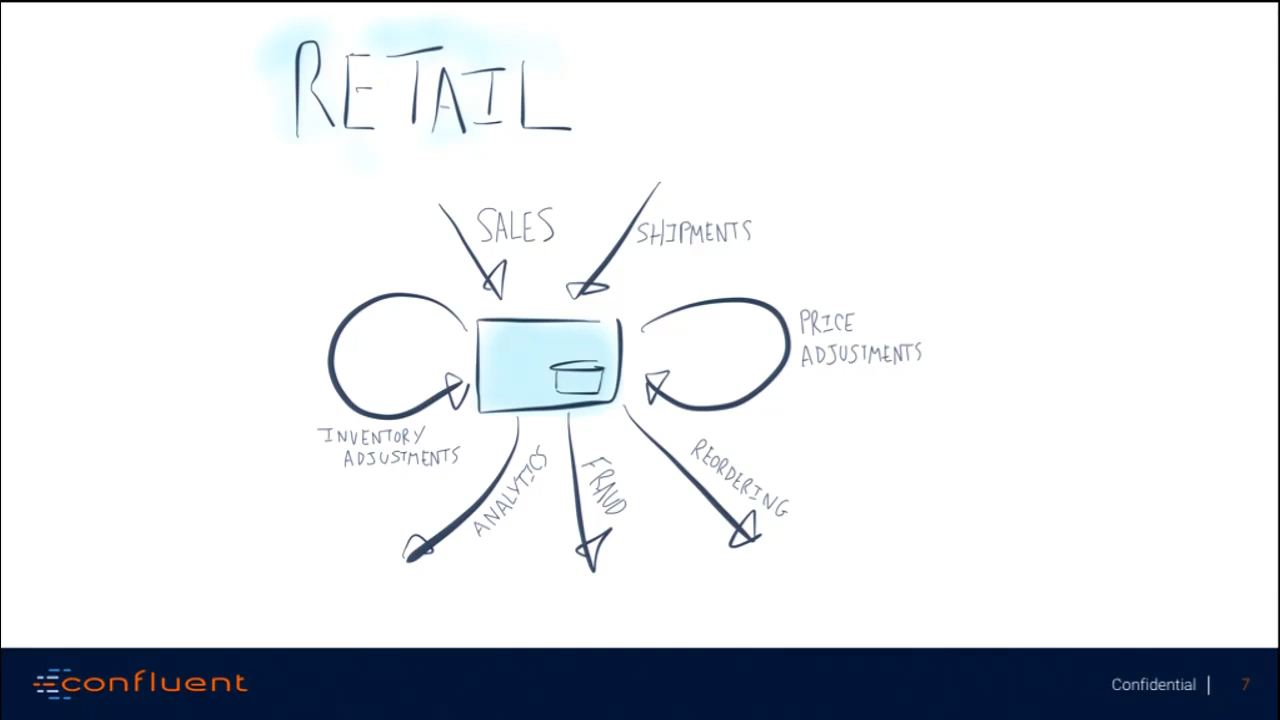 RETAIL
SALES
SHIPMENTS
PRICE
ADJUSTMENTS
INVENTORY
ADJUSTMENTS
ANALYTICS
FRAUD
REORDERING
confluent
Confidential | 7